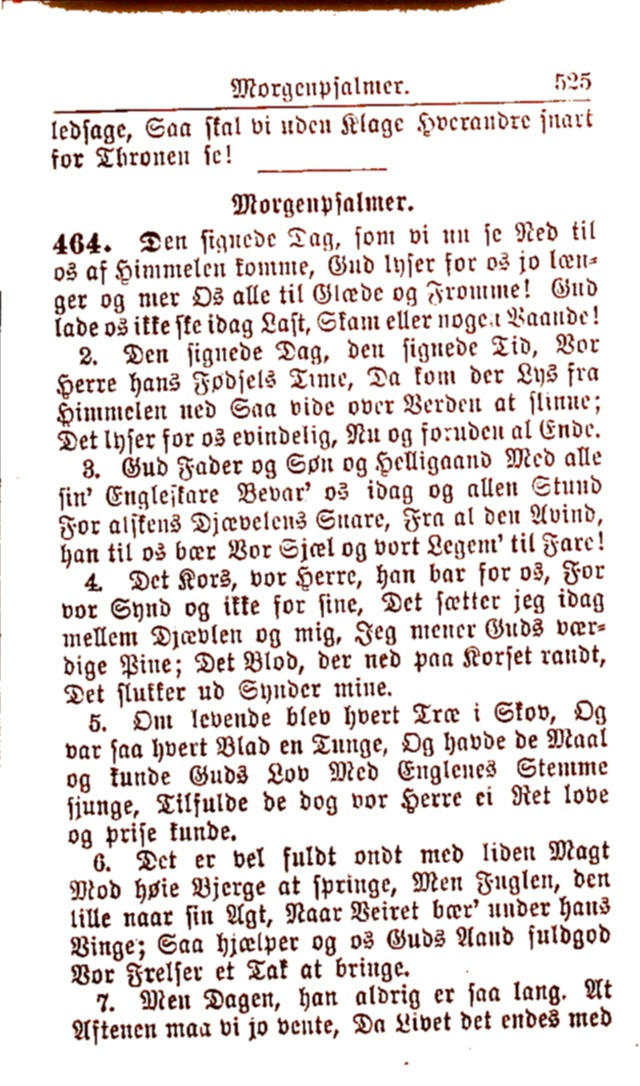 Morgenpsalmer. 525
ledsage, Saa skal vi uden Klage Hverandre snart
for Thronen se!
Morgenpsalmer.
464. Den signede Dag, som vi nu se Ned til
os af Himmelen komme, Gud lyser for os jo læn-
ger og mer Os alle til Glæde og Fromme! Gud
lade os ikke ske idag Last, Skam eller nogen Vaande!
2. Den signede Dag, den signede Tid, Vor
Herre hans Fødsels Time, Da kom der Lys fra
Himmelen ned Saa vide over Verden at skinne;
Det lyser for os evindelig, Nu og foruden al Ende.
3. Gud Fader og Søn og Helligaand Med alle
sin' Engleskare Bevar' os idag og allen Stund
For alskens Djævelens Snare, Fra al den Avind,
han til os bær Vor Sjæl og vort Legem' til Fare!
4. Det Kors, vor Herre, han bar for os, For
vor Synd og ikke for sine, Det sætter jeg idag
mellem Djævlen og mig, Jeg mener Guds vær-
dige Pine; Det Blod, der ned paa Korset randt,
Det slukker ud Synder mine.
5. Om levende blev hvert Træ i Skov, Og
var saa hvert Blad en Tunge, Og havde de Maal
og kunde Guds Lov Med Englenes Stemme
sjunge, Tilfulde de dog vor Herre ei Ret love
og prise kunde.
6. Det er vel fuldt ondt med liden Magt
Mod høie Bjerge at springe, Men Fuglen, den
lille naar sin Agt, Naar Veiret bær' under hans
Vinge; Saa hjælper og os Guds Aand fuldgod
Vor Frelser et Tak at bringe.
7. Men Dagen, han aldrig er saa lang. At
Aftenen maa vi jo vente, Da Livet det endes med